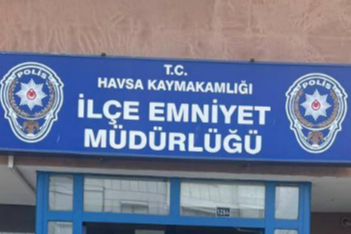 T.C.
HAVSA KAYMAKAMLIĞI
İLÇE EMNİYET
MÜDÜRLÜĞÜ
POLİS
POLİS